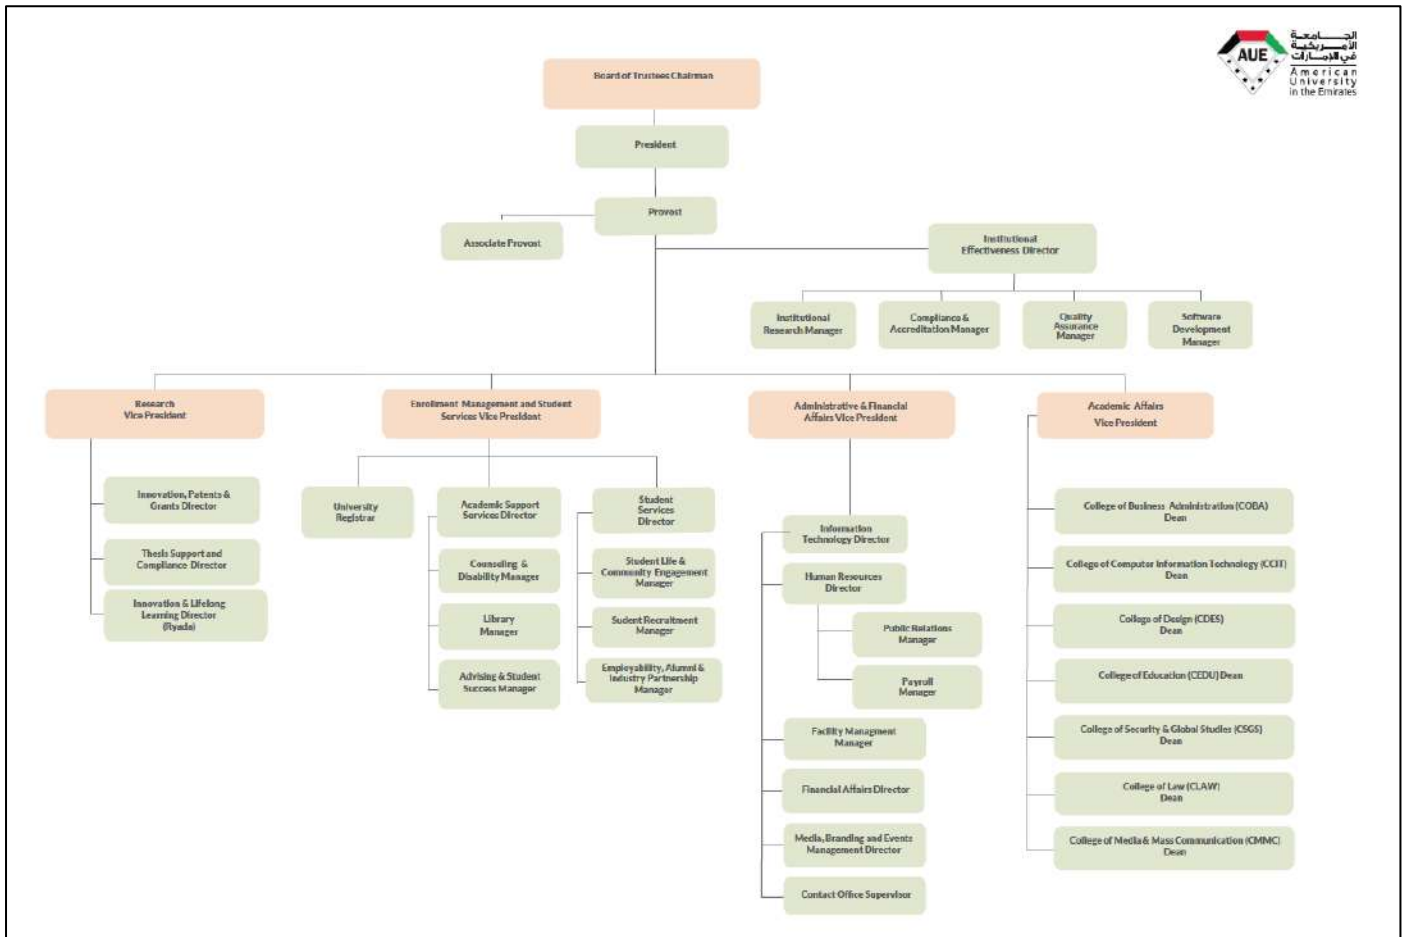 الجـــــامعـــة
الأمـــريـكـيـة
في الإمـــارات
AUE
American
University
in the Emirates
Board of Trustees Chairman
President
Provost
Associate Provost
Institutional
Effectiveness Director
Institutional
Research Manager
Compliance &
Accreditation Manager
Quality
Assurance
Manager
Software
Development
Manager
Research
Vice President
Enrollment Management and Student
Services Vice President
Administrative & Financial
Affairs Vice President
Academic Affairs
Vice President
Innovation, Patents &
Grants Director
Thesis Support and
Compliance Director
Innovation & Lifelong
Learning Director
(Ryada)
University
Registrar
Academic Support
Services Director
Counseling &
Disability Manager
Library
Manager
Advising & Student
Success Manager
Student
Services
Director
Student Life &
Community Engagement
Manager
Sudent Recruitment
Manager
Employability, Alumni &
Industry Partnership
Manager
Information
Technology Director
Human Resources
Director
Public Relations
Manager
Payroll
Manager
Facility Managment
Manager
Financial Affairs Director
Media, Branding and Events
Management Director
Contact Office Supervisor
College of Business Administration (COBA)
Dean
College of Computer Information Technology (CCIT)
Dean
College of Design (CDES)
Dean
College of Education (CEDU) Dean
College of Security & Global Studies (CSGS)
Dean
College of Law (CLAW)
Dean
College of Media & Mass Communication (CMMC)
Dean